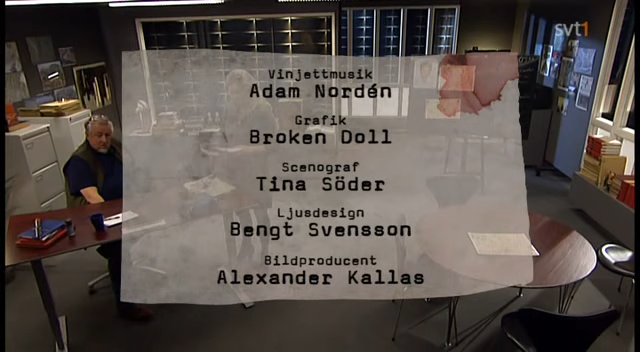 svt1
Vinjettmusik
Adam Nordén
Grafik
Broken Doll
Scenograf
Tina Söder
Ljusdesign
Bengt Svensson
Bildproducent
Alexander Kallas